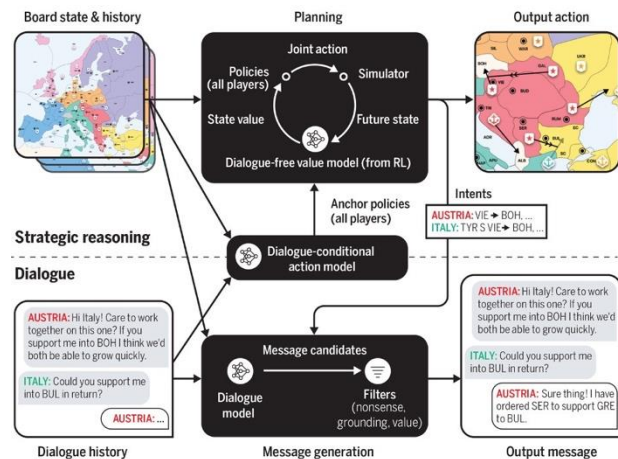 Board state & history
Planning
Output action
Joint action
Policies
(all players)
Simulator
State value
Future state
Dialogue-free value model (from RL)
Anchor policies
(all players)
Intents
AUSTRIA: VIE → BOH, ...
ITALY: TYR S VIE → BOH, ...
Strategic reasoning
Dialogue-conditional
action model
Dialogue
AUSTRIA: Hi Italy! Care to work
together on this one? If you
support me into BOH I think we'd
both be able to grow quickly.
ITALY: Could you support me
into BUL in return?
AUSTRIA: ...
Dialogue history
Message candidates
Dialogue
model
Filters
(nonsense,
grounding, value)
Message generation
AUSTRIA: Hi Italy! Care to work
together on this one? If you
support me into BOH I think we'd
both be able to grow quickly.
ITALY: Could you support me
into BUL in return?
AUSTRIA: Sure thing! I have
ordered SER to support GRE
to BUL.
Output message